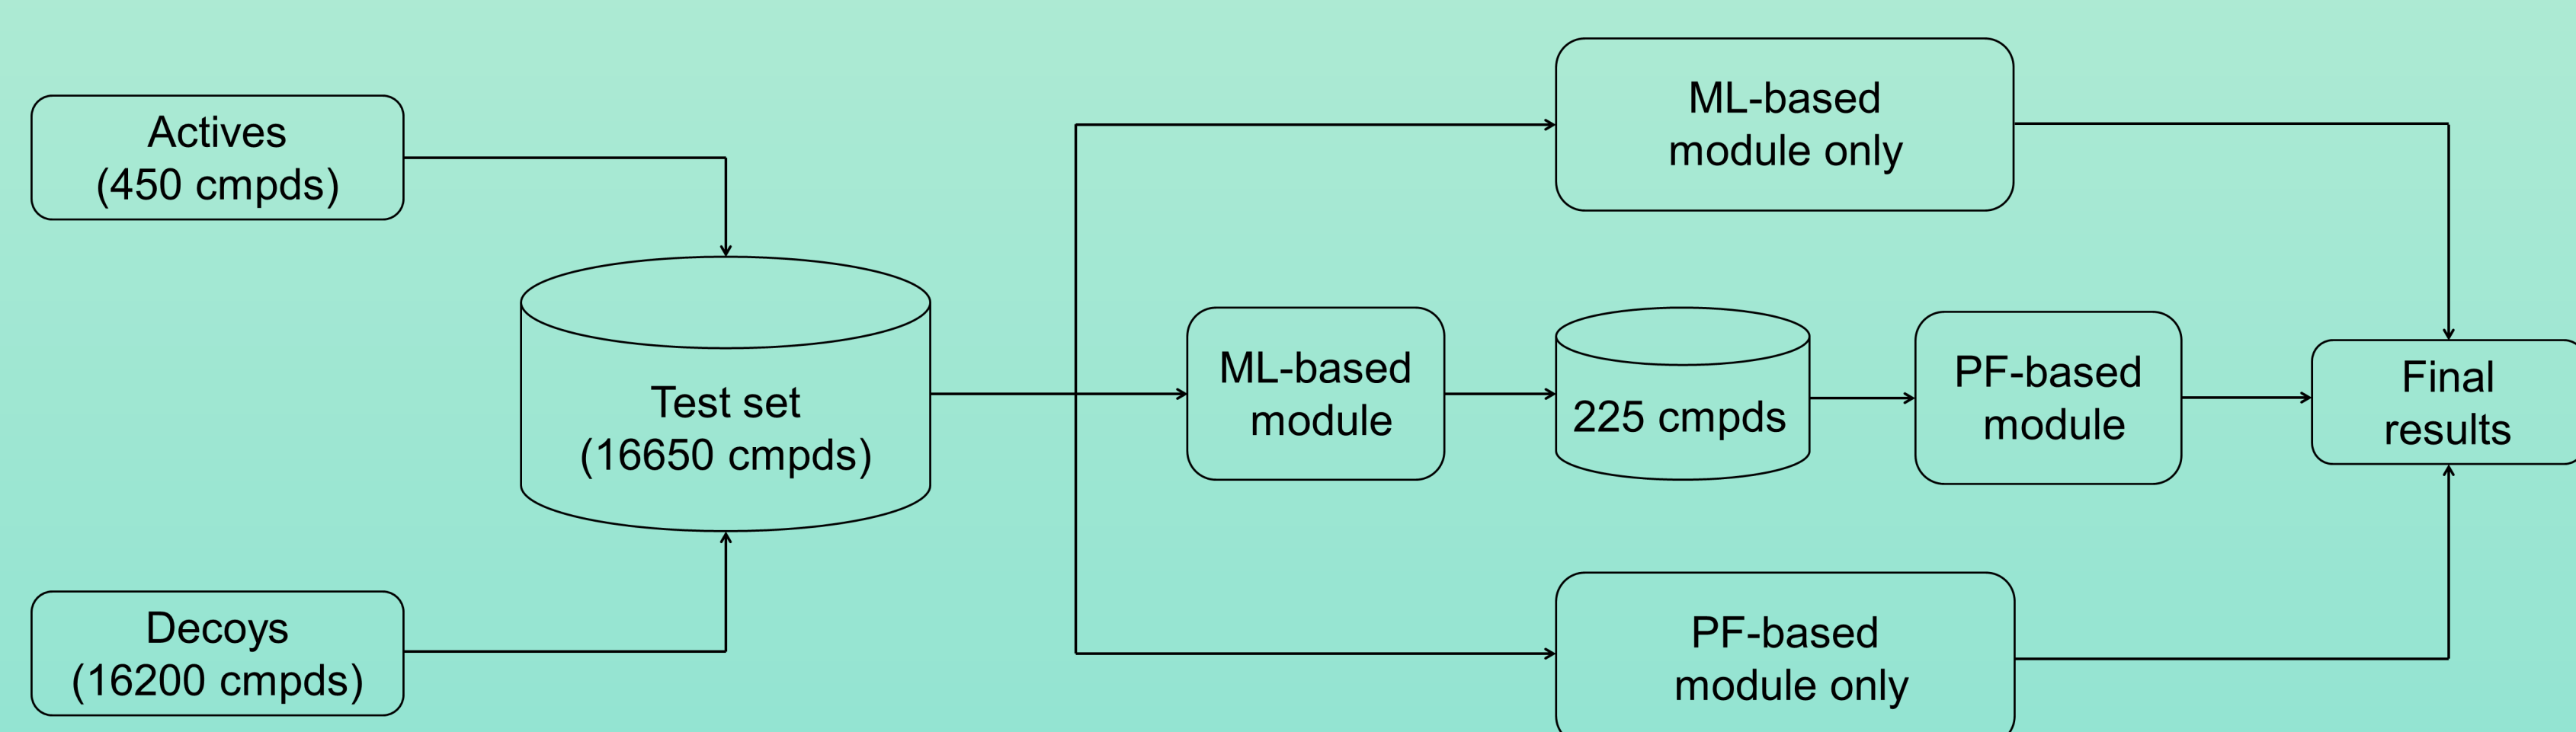 Actives
(450 cmpds)
Decoys
(16200 cmpds)
Test set
(16650 cmpds)
ML-based
module only
ML-based
module
225 cmpds
PF-based
module
PF-based
module only
Final
results